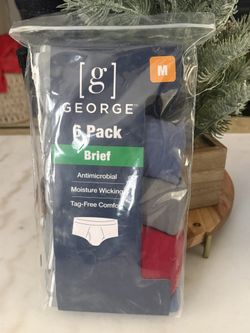 [g]
M
GEORGE
6 Pack
Brief
Antimicrobial
Moisture Wicking
Tag-Free Comfort